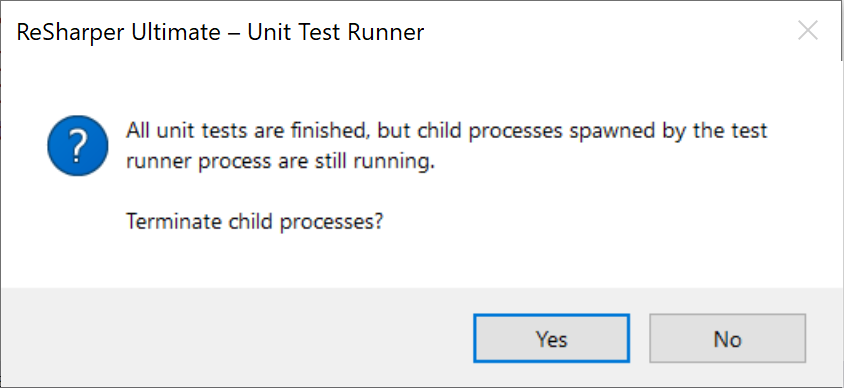 ReSharper Ultimate – Unit Test Runner
All unit tests are finished, but child processes spawned by the test
runner process are still running.
Terminate child processes?
Yes
No